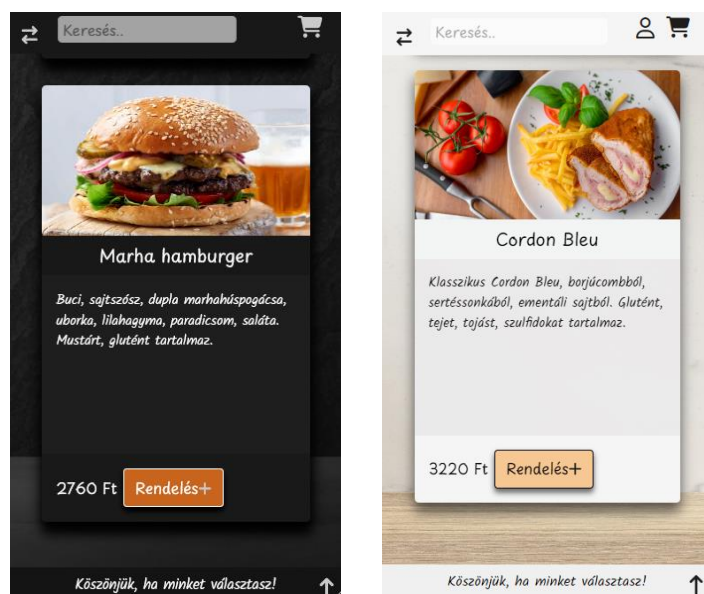 Keresés..
Marha hamburger
Buci, sajtszósz, dupla marhahúspogácsa,
uborka, lilahagyma, paradicsom, saláta.
Mustárt, glutént tartalmaz.
2760 Ft Rendelés+
Köszönjük, ha minket választasz!
Keresés..
Cordon Bleu
Klasszikus Cordon Bleu, borjúcombból,
sertéssonkából, ementáli sajtból. Glutént,
tejet, tojást, szulfidokat tartalmaz.
3220 Ft Rendelés+
Köszönjük, ha minket választasz!